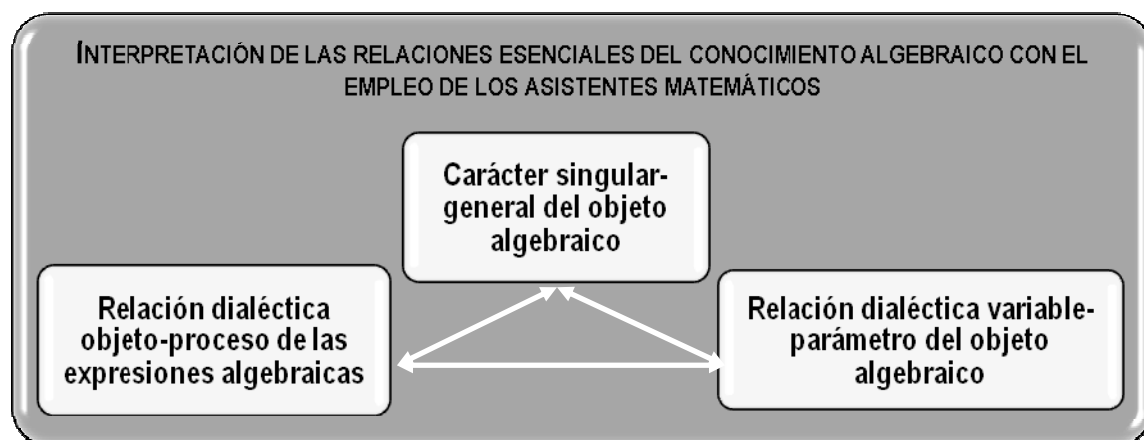 INTERPRETACIÓN DE LAS RELACIONES ESENCIALES DEL CONOCIMIENTO ALGEBRAICO CON EL
EMPLEO DE LOS ASISTENTES MATEMÁTICOS
Carácter singular-
general del objeto
algebraico
Relación dialéctica
objeto-proceso de las
expresiones algebraicas
Relación dialéctica variable-
parámetro del objeto
algebraico